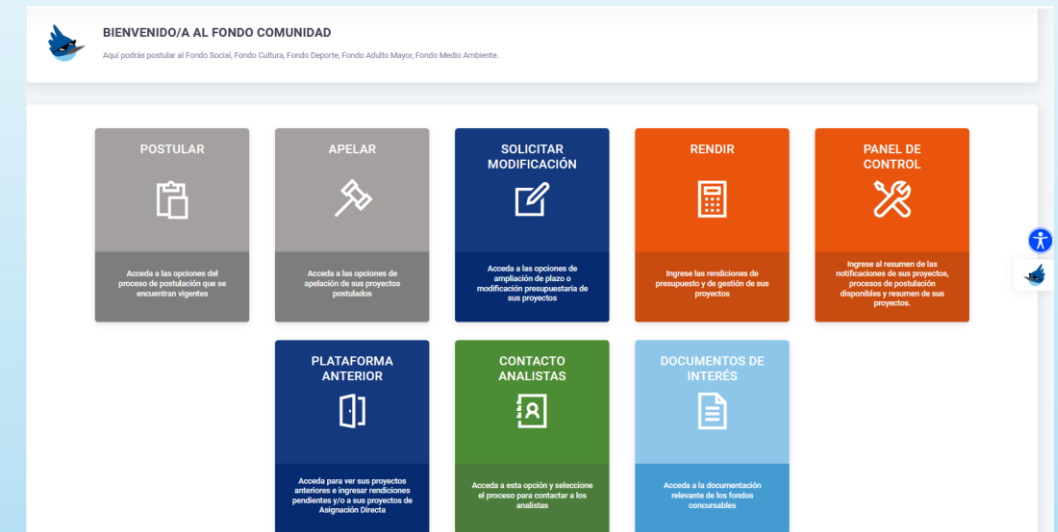 BIENVENIDO/A AL FONDO COMUNIDAD
Aquí podrás postular al Fondo Social, Fondo Cultura, Fondo Deporte, Fondo Adulto Mayor, Fondo Medio Ambiente.
POSTULAR
Acceda a las opciones del
proceso de postulación que se
encuentran vigentes
APELAR
Acceda a las opciones de
apelación de sus proyectos
postulados
SOLICITAR
MODIFICACIÓN
Acceda a las opciones de
ampliación de plazo o
modificación presupuestaria de
sus proyectos
RENDIR
Ingrese las rendiciones de
presupuesto y de gestión de sus
proyectos
PANEL DE
CONTROL
Ingrese al resumen de las
notificaciones de sus proyectos,
procesos de postulación
disponibles y resumen de sus
proyectos.
PLATAFORMA
ANTERIOR
Acceda para ver sus proyectos
anteriores e ingresar rendiciones
pendientes y/o a sus proyectos de
Asignación Directa
CONTACTO
ANALISTAS
Acceda a esta opción y seleccione
el proceso para contactar a los
analistas
DOCUMENTOS DE
INTERÉS
Acceda a la documentación
relevante de los fondos
concursables